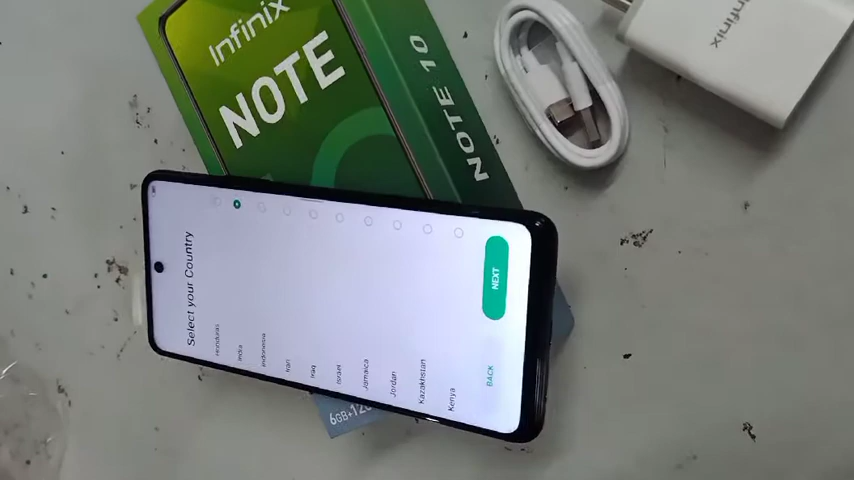 Infinix
NOTE
NOTE 10
Infinix
Select your Country
Honduras
India
Indonesia
Iran
Iraq
Israel
Jamaica
Jordan
Kazakhstan
Kenya
BACK
NEXT